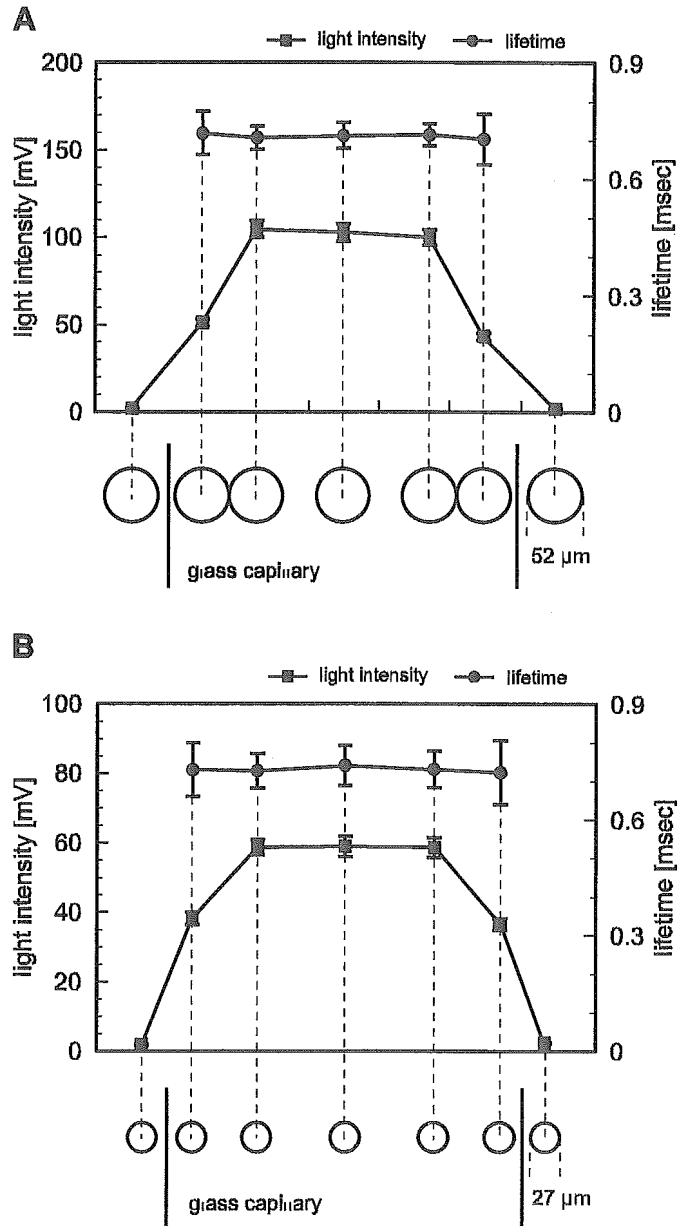 A
light intensity lifetime
200
150
100
50
0
light intensity [mV]
0.9
0.6
0.3
0
lifetime [msec]
glass capillary
52 µm
B
light intensity lifetime
100
80
60
40
20
0
light intensity [mV]
0.9
0.6
0.3
0
lifetime [msec]
glass capillary
27 µm